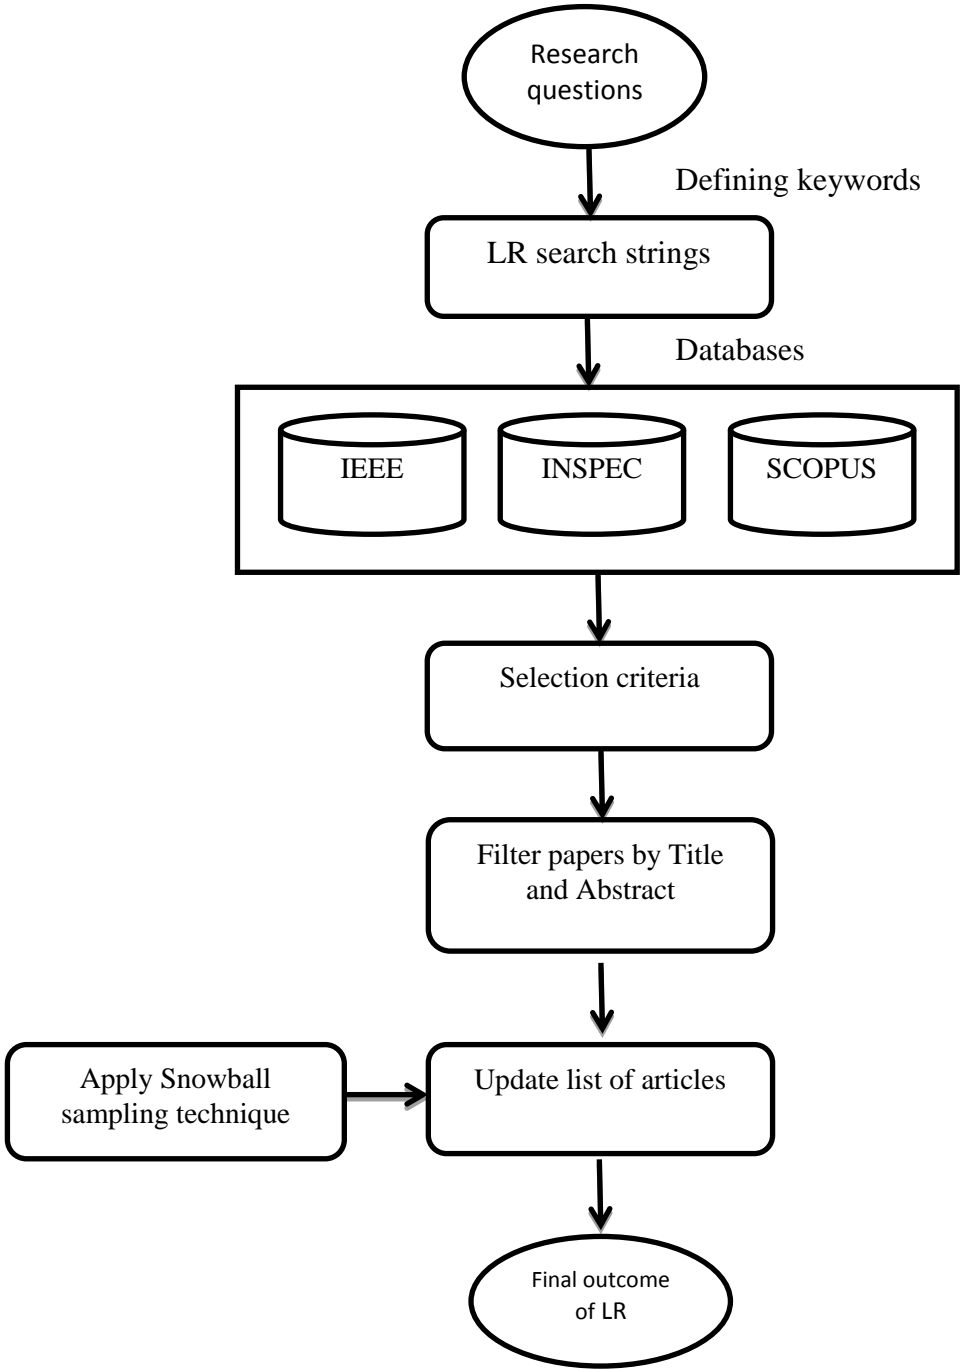 Research
questions
Defining keywords
LR search strings
Databases
IEEE
INSPEC
SCOPUS
Selection criteria
Filter papers by Title
and Abstract
Apply Snowball
sampling technique
Update list of articles
Final outcome
of LR